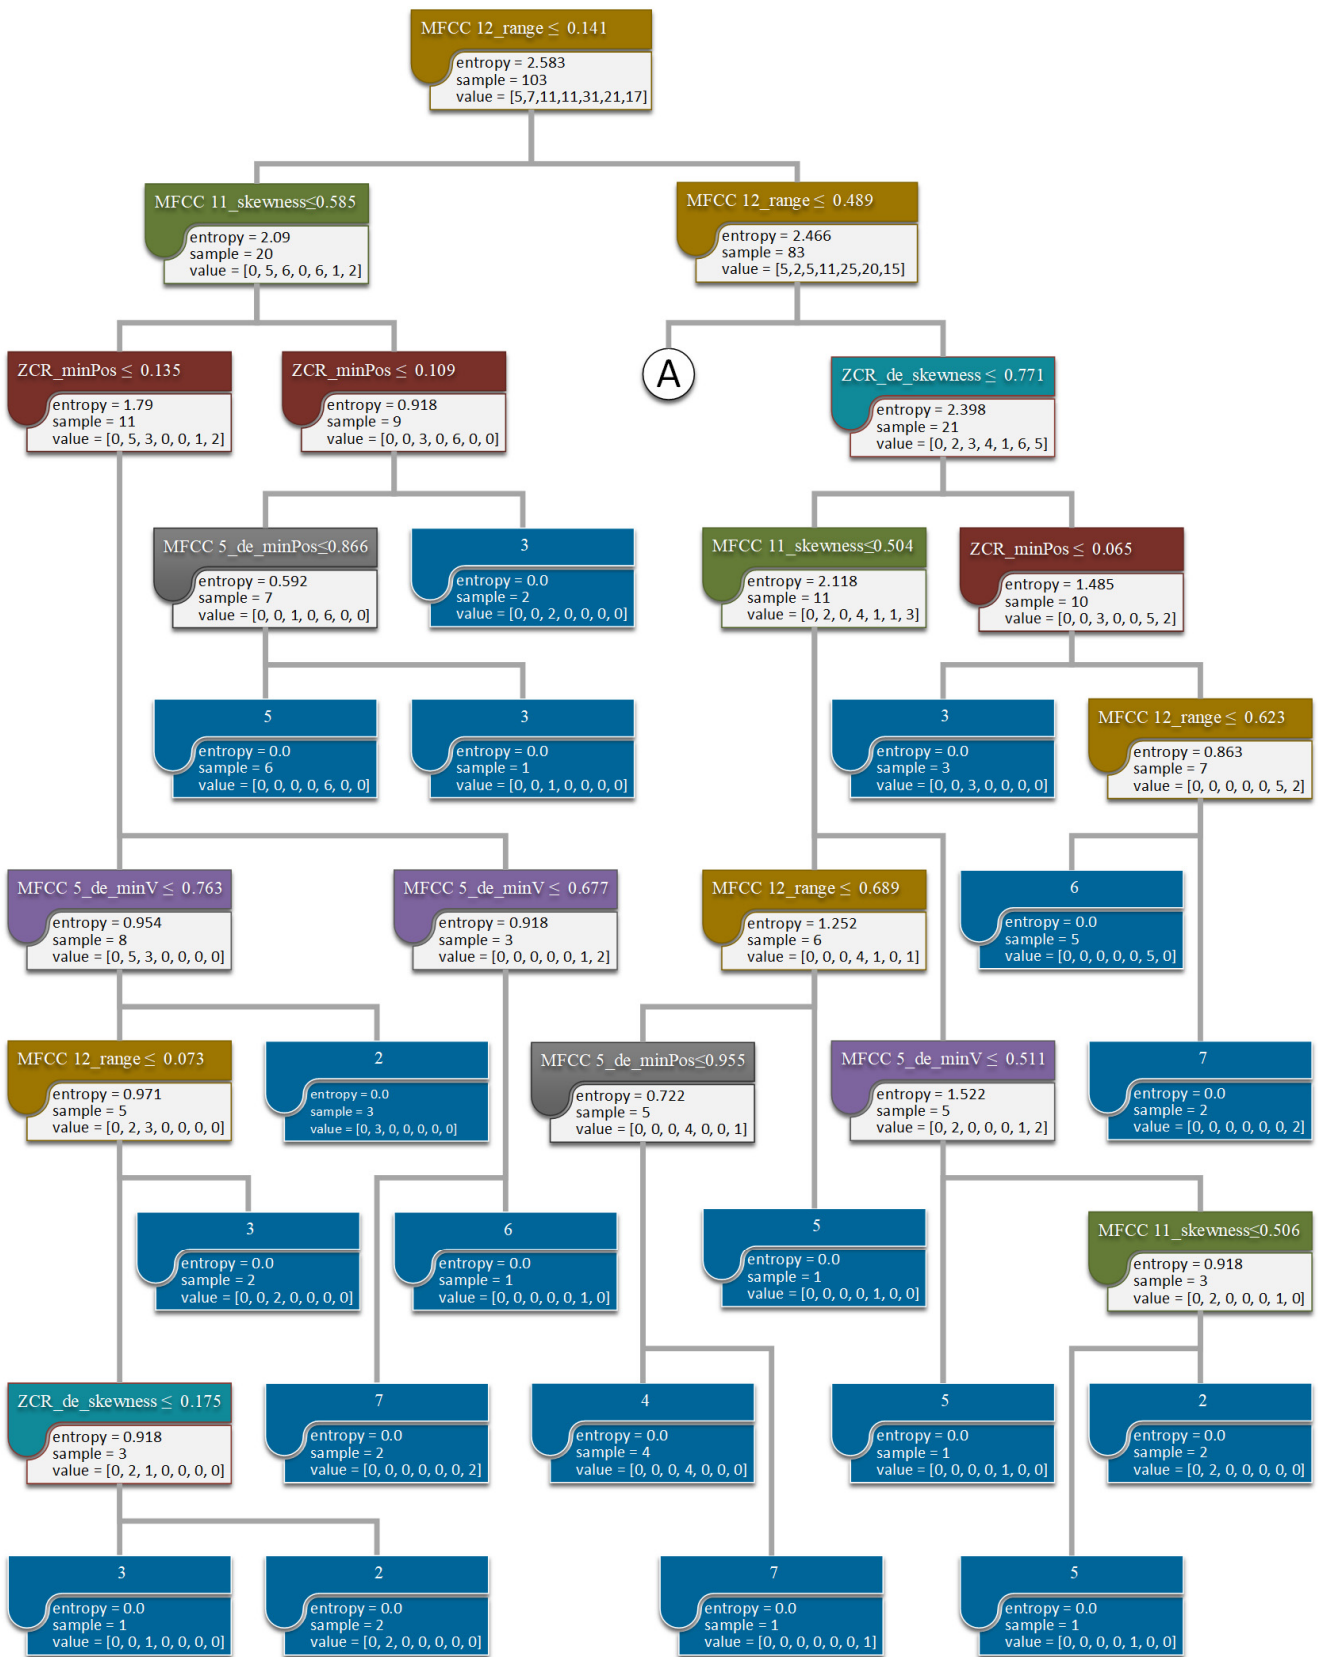 MFCC 12_range ≤ 0.141
entropy = 2.583
sample = 103
value = [5,7,11,11,31,21,17]
MFCC 11_skewness≤0.585
entropy = 2.09
sample = 20
value = [0, 5, 6, 0, 6, 1, 2]
MFCC 12_range ≤ 0.489
entropy = 2.466
sample = 83
value = [5,2,5,11,25,20,15]
ZCR_minPos ≤ 0.135
entropy = 1.79
sample = 11
value = [0, 5, 3, 0, 0, 1, 2]
ZCR_minPos ≤ 0.109
entropy = 0.918
sample = 9
value = [0, 0, 3, 0, 6, 0, 0]
A
ZCR_de_skewness ≤ 0.771
entropy = 2.398
sample = 21
value = [0, 2, 3, 4, 1, 6, 5]
MFCC 5_de_minPos≤0.866
entropy = 0.592
sample = 7
value = [0, 0, 1, 0, 6, 0, 0]
3
entropy = 0.0
sample = 2
value = [0, 0, 2, 0, 0, 0, 0]
MFCC 11_skewness≤0.504
entropy = 2.118
sample = 11
value = [0, 2, 0, 4, 1, 1, 3]
ZCR_minPos ≤ 0.065
entropy = 1.485
sample = 10
value = [0, 0, 3, 0, 0, 5, 2]
5
entropy = 0.0
sample = 6
value = [0, 0, 0, 0, 6, 0, 0]
3
entropy = 0.0
sample = 1
value = [0, 0, 1, 0, 0, 0, 0]
3
entropy = 0.0
sample = 3
value = [0, 0, 3, 0, 0, 0, 0]
MFCC 12_range ≤ 0.623
entropy = 0.863
sample = 7
value = [0, 0, 0, 0, 0, 5, 2]
MFCC 5_de_minV ≤ 0.763
entropy = 0.954
sample = 8
value = [0, 5, 3, 0, 0, 0, 0]
MFCC 5_de_minV ≤ 0.677
entropy = 0.918
sample = 3
value = [0, 0, 0, 0, 0, 1, 2]
MFCC 12_range ≤ 0.689
entropy = 1.252
sample = 6
value = [0, 0, 0, 4, 1, 0, 1]
6
entropy = 0.0
sample = 5
value = [0, 0, 0, 0, 0, 5, 0]
MFCC 12_range ≤ 0.073
entropy = 0.971
sample = 5
value = [0, 2, 3, 0, 0, 0, 0]
2
entropy = 0.0
sample = 3
value = [0, 3, 0, 0, 0, 0, 0]
MFCC 5_de_minPos≤0.955
entropy = 0.722
sample = 5
value = [0, 0, 0, 4, 0, 0, 1]
MFCC 5_de_minV ≤ 0.511
entropy = 1.522
sample = 5
value = [0, 2, 0, 0, 0, 1, 2]
7
entropy = 0.0
sample = 2
value = [0, 0, 0, 0, 0, 0, 2]
3
entropy = 0.0
sample = 2
value = [0, 0, 2, 0, 0, 0, 0]
6
entropy = 0.0
sample = 1
value = [0, 0, 0, 0, 0, 1, 0]
5
entropy = 0.0
sample = 1
value = [0, 0, 0, 0, 1, 0, 0]
MFCC 11_skewness≤0.506
entropy = 0.918
sample = 3
value = [0, 2, 0, 0, 0, 1, 0]
ZCR_de_skewness ≤ 0.175
entropy = 0.918
sample = 3
value = [0, 2, 1, 0, 0, 0, 0]
7
entropy = 0.0
sample = 2
value = [0, 0, 0, 0, 0, 0, 2]
4
entropy = 0.0
sample = 4
value = [0, 0, 0, 4, 0, 0, 0]
5
entropy = 0.0
sample = 1
value = [0, 0, 0, 0, 1, 0, 0]
2
entropy = 0.0
sample = 2
value = [0, 2, 0, 0, 0, 0, 0]
3
entropy = 0.0
sample = 1
value = [0, 0, 1, 0, 0, 0, 0]
2
entropy = 0.0
sample = 2
value = [0, 2, 0, 0, 0, 0, 0]
7
entropy = 0.0
sample = 1
value = [0, 0, 0, 0, 0, 0, 1]
5
entropy = 0.0
sample = 1
value = [0, 0, 0, 0, 1, 0, 0]